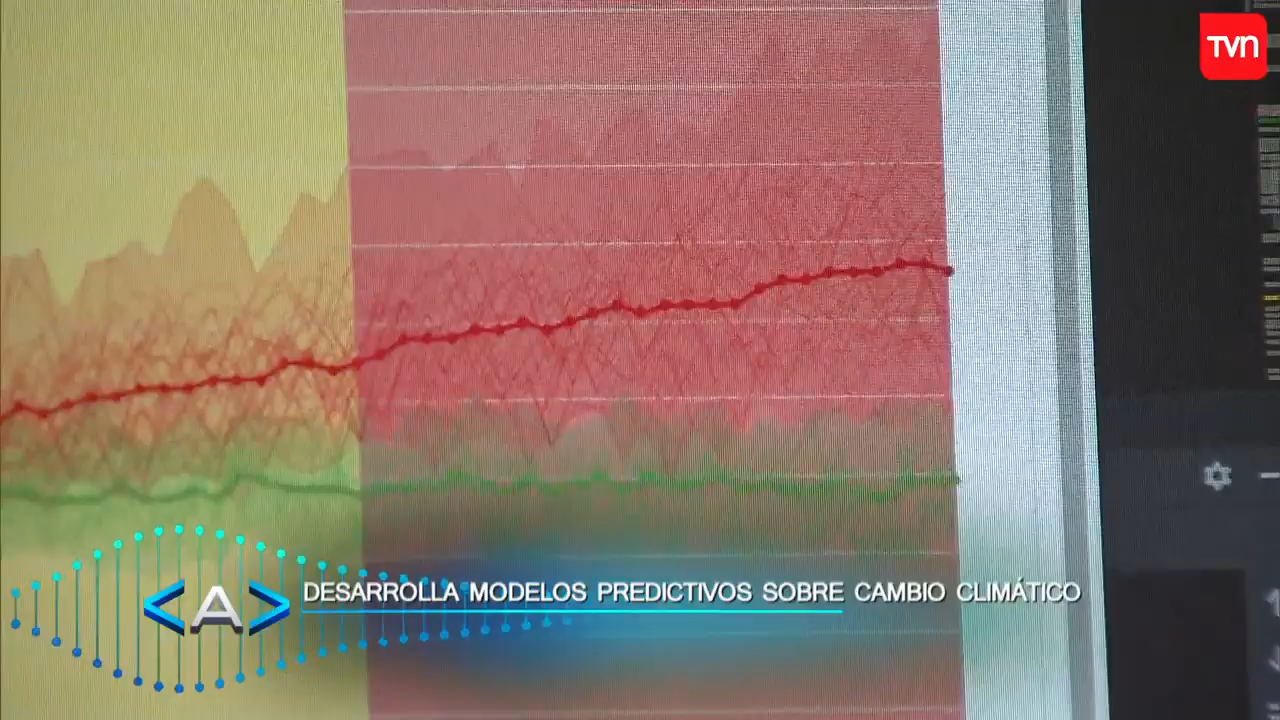 TVN
<A>
DESARROLLA MODELOS PREDICTIVOS SOBRE CAMBIO CLIMÁTICO